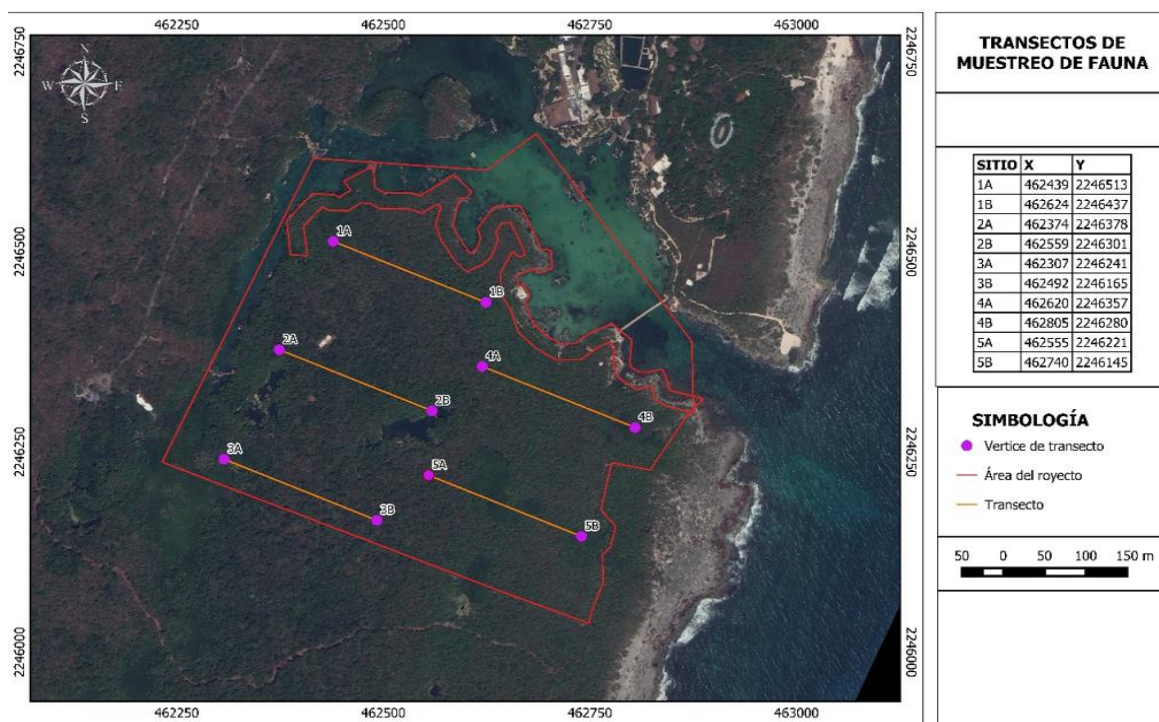 462250 462500 462750 463000
2246750
2246500
2246250
2246000
2246750
2246500
2246250
2246000
N
W E
S
1A
1B
2A
2B
3A
3B
4A
4B
5A
5B
462250 462500 462750 463000
TRANSECTOS DE
MUESTREO DE FAUNA
SITIO X Y
1A 462439 2246513
1B 462624 2246437
2A 462374 2246378
2B 462559 2246301
3A 462307 2246241
3B 462492 2246165
4A 462620 2246357
4B 462805 2246280
5A 462555 2246221
5B 462740 2246145
SIMBOLOGÍA
Vertice de transecto
Área del royecto
Transecto
50 0 50 100 150 m